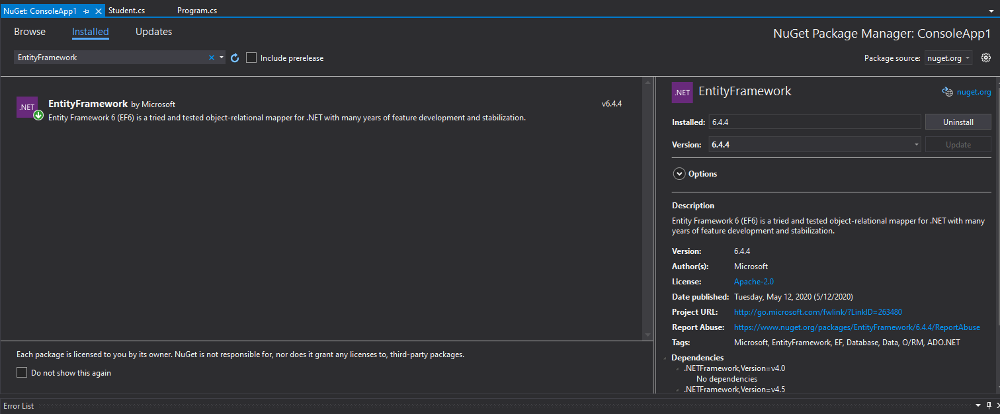 NuGet: ConsoleApp1
Student.cs
Program.cs
Browse
Installed
Updates
NuGet Package Manager: ConsoleApp1
EntityFramework
Include prerelease
Package source: nuget.org
.NET
EntityFramework by Microsoft
v6.4.4
Entity Framework 6 (EF6) is a tried and tested object-relational mapper for .NET with many years of feature development and stabilization.
Each package is licensed to you by its owner. NuGet is not responsible for, nor does it grant any licenses to, third-party packages.
Do not show this again
.NET
EntityFramework
nuget.org
Installed: 6.4.4
Uninstall
Version: 6.4.4
Update
Options
Description
Entity Framework 6 (EF6) is a tried and tested object-relational mapper for .NET with many
years of feature development and stabilization.
Version: 6.4.4
Author(s): Microsoft
License: Apache-2.0
Date published: Tuesday, May 12, 2020 (5/12/2020)
Project URL: http://go.microsoft.com/fwlink/?LinkID=263480
Report Abuse: https://www.nuget.org/packages/EntityFramework/6.4.4/ReportAbuse
Tags: Microsoft, EntityFramework, EF, Database, Data, O/RM, ADO.NET
Dependencies
.NETFramework,Version=v4.0
No dependencies
.NETFramework,Version=v4.5
Error List